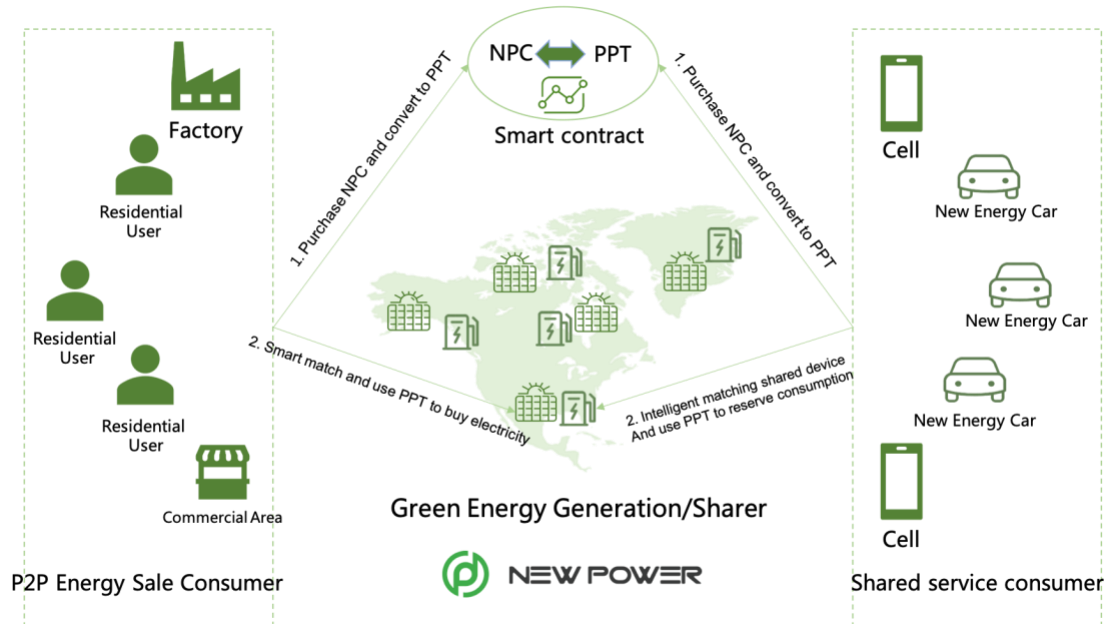 NPC PPT
Smart contract
1. Purchase NPC and convert to PPT
1. Purchase NPC and convert to PPT
Factory
Residential
User
Residential
User
Residential
User
Commercial Area
P2P Energy Sale Consumer
2. Smart match and use PPT to buy electricity
2. Intelligent matching shared device
And use PPT to reserve consumption
Green Energy Generation/Sharer
NEW POWER
Cell
New Energy Car
New Energy Car
New Energy Car
Cell
Shared service consumer